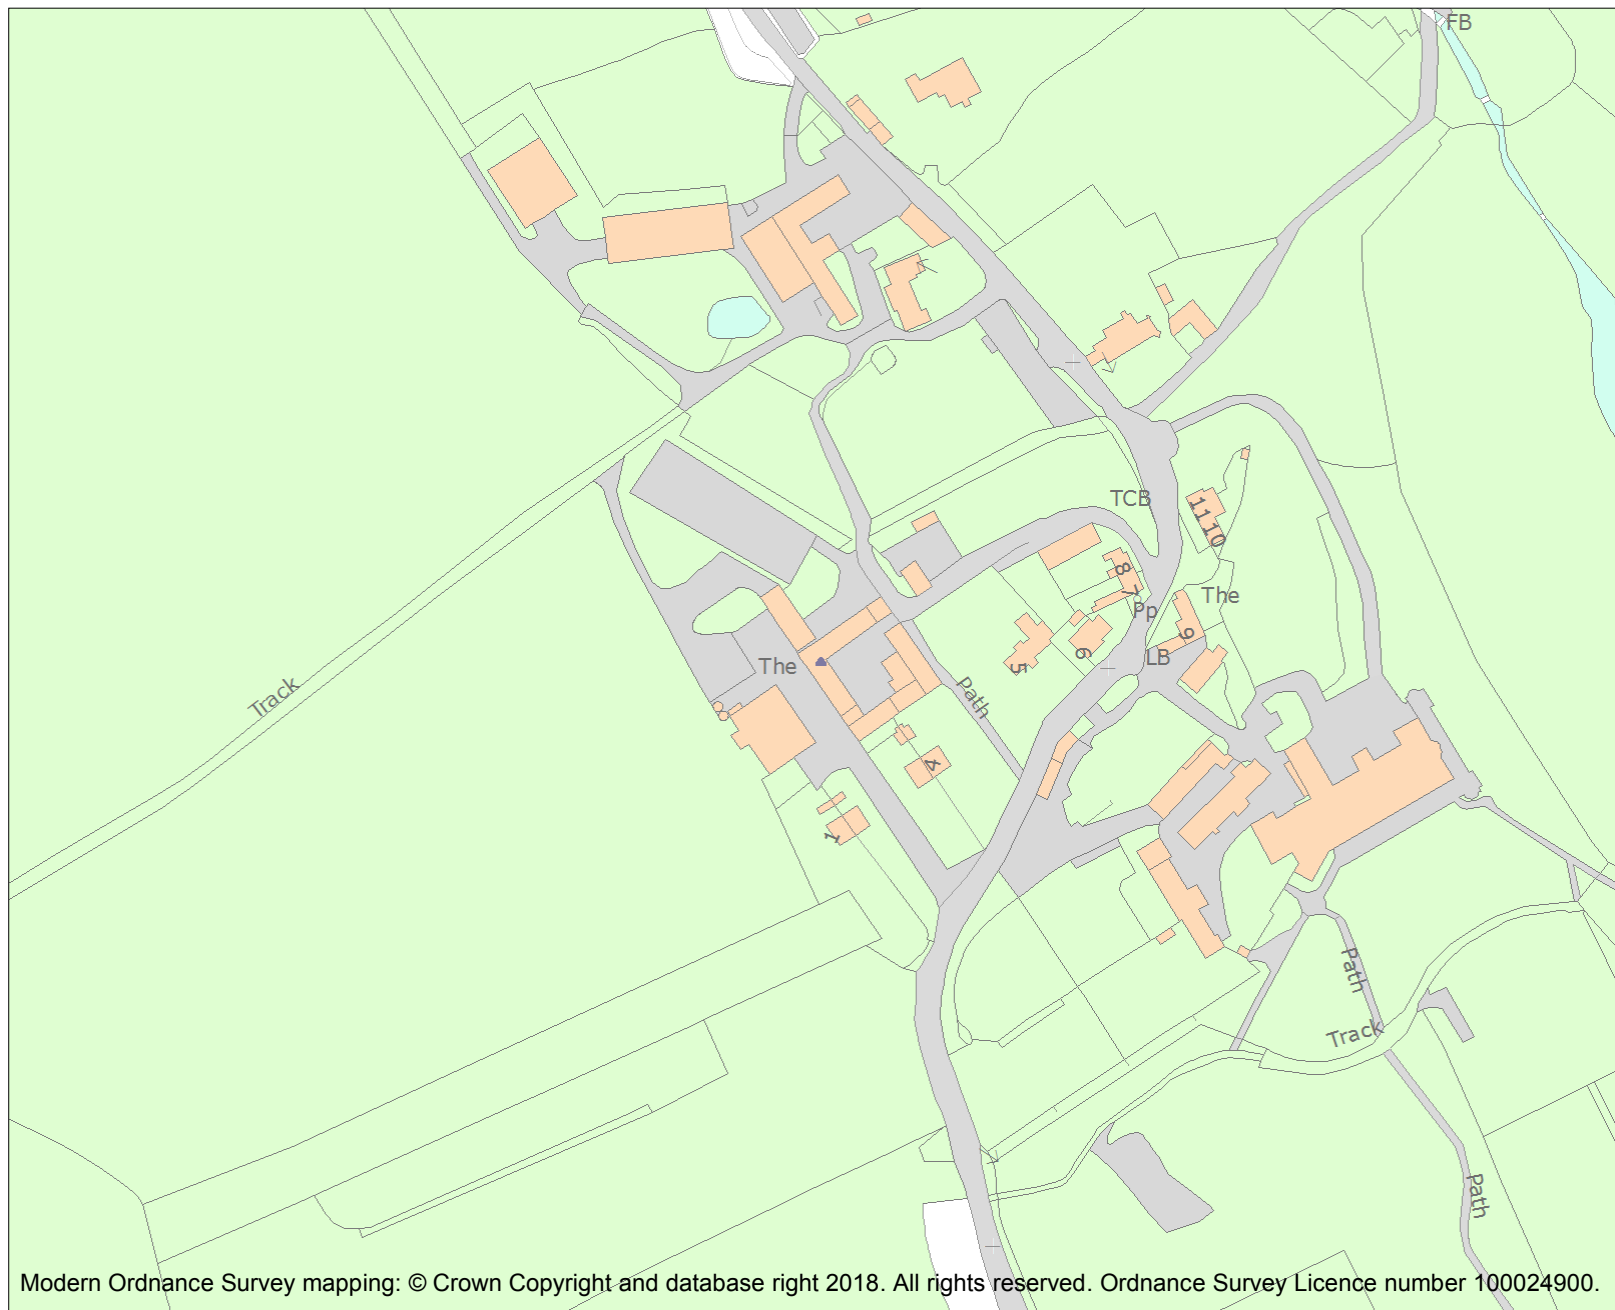 FB
TCB
11 10
8
7
The
Pp
9
6
5
LB
The
Track
Path
4
1
Path
Track
Path
Modern Ordnance Survey mapping: © Crown Copyright and database right 2018. All rights reserved. Ordnance Survey Licence number 100024900.